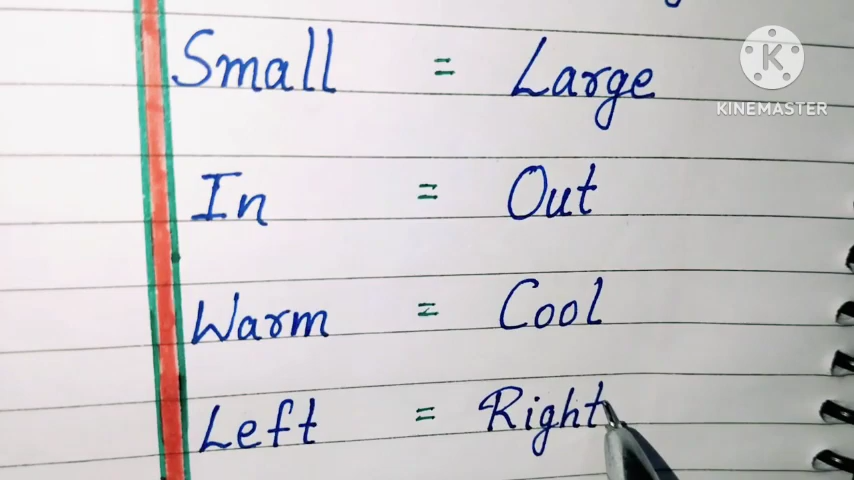 K
KINEMASTER
Small = Large
In = Out
Warm = Cool
Left = Right